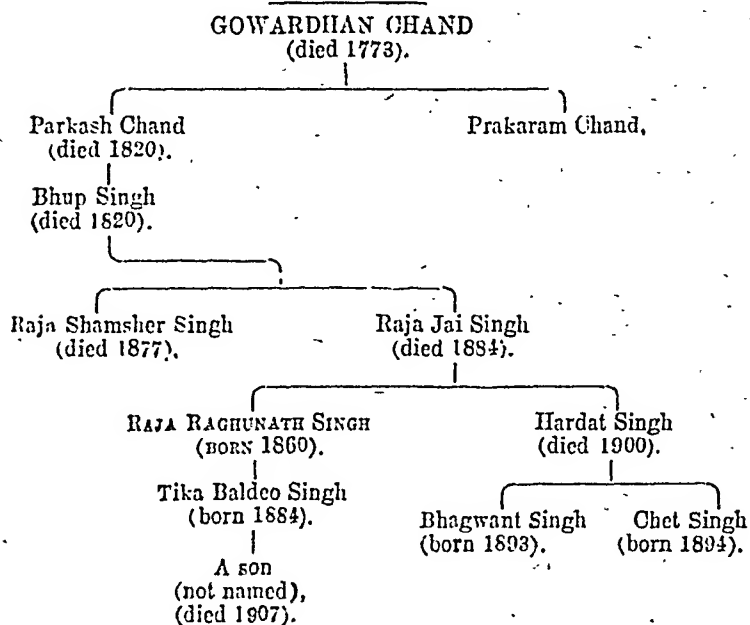 GOWARDHAN CHAND
(died 1773).
Parkash Chand
(died 1820).
Prakaram Chand,
Bhup Singh
(died 1820).
Raja Shamsher Singh
(died 1877),
Raja Jai Singh
(died 1884).
RAJA RAGHUNATH SINGH
(BORN 1860).
Hardat Singh
(died 1900).
Tika Baldeo Singh
(born 1884).
Bhagwant Singh
(born 1893).
Chet Singh
(born 1894).
A son
(not named),
(died 1907).